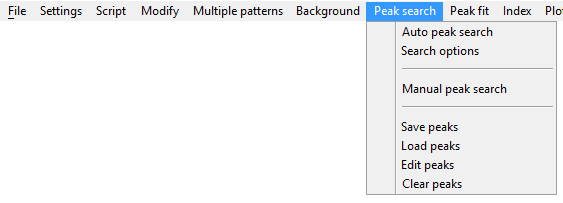 File Settings Script Modify Multiple patterns Background Peak search Peak fit Index Plo
Auto peak search
Search options
Manual peak search
Save peaks
Load peaks
Edit peaks
Clear peaks